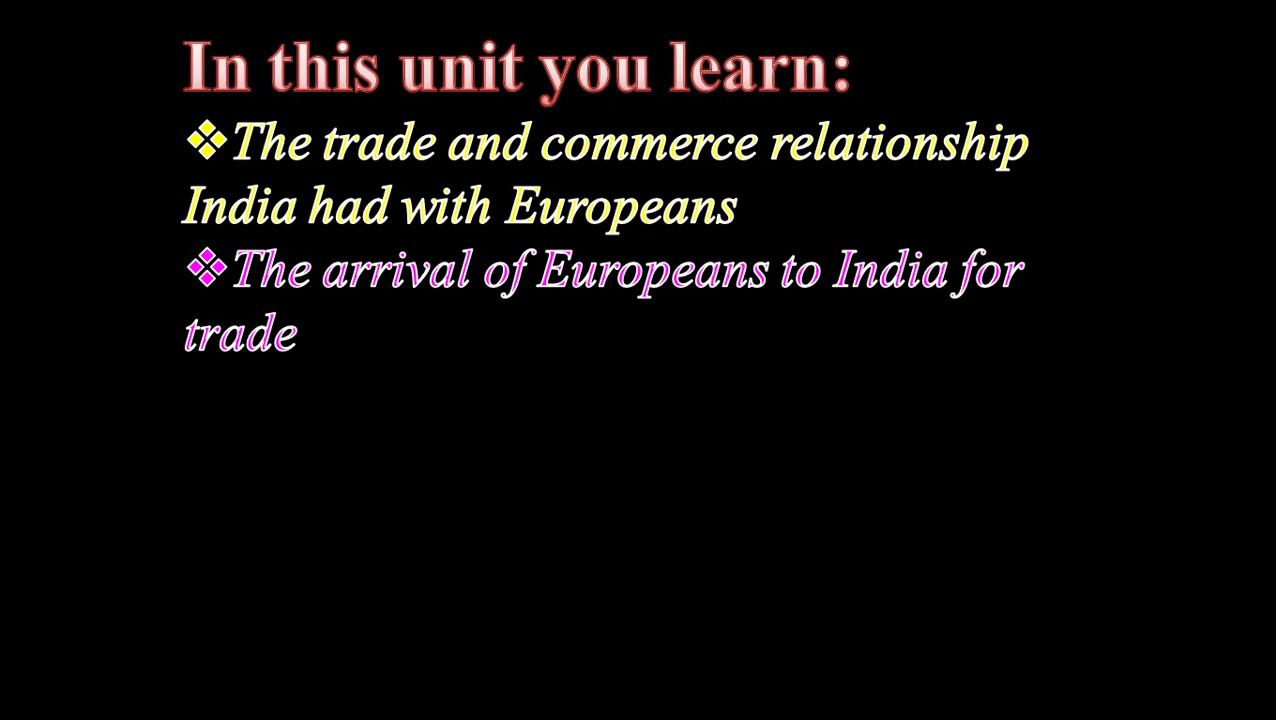 In this unit you learn:
❖The trade and commerce relationship
India had with Europeans
❖The arrival of Europeans to India for
trade